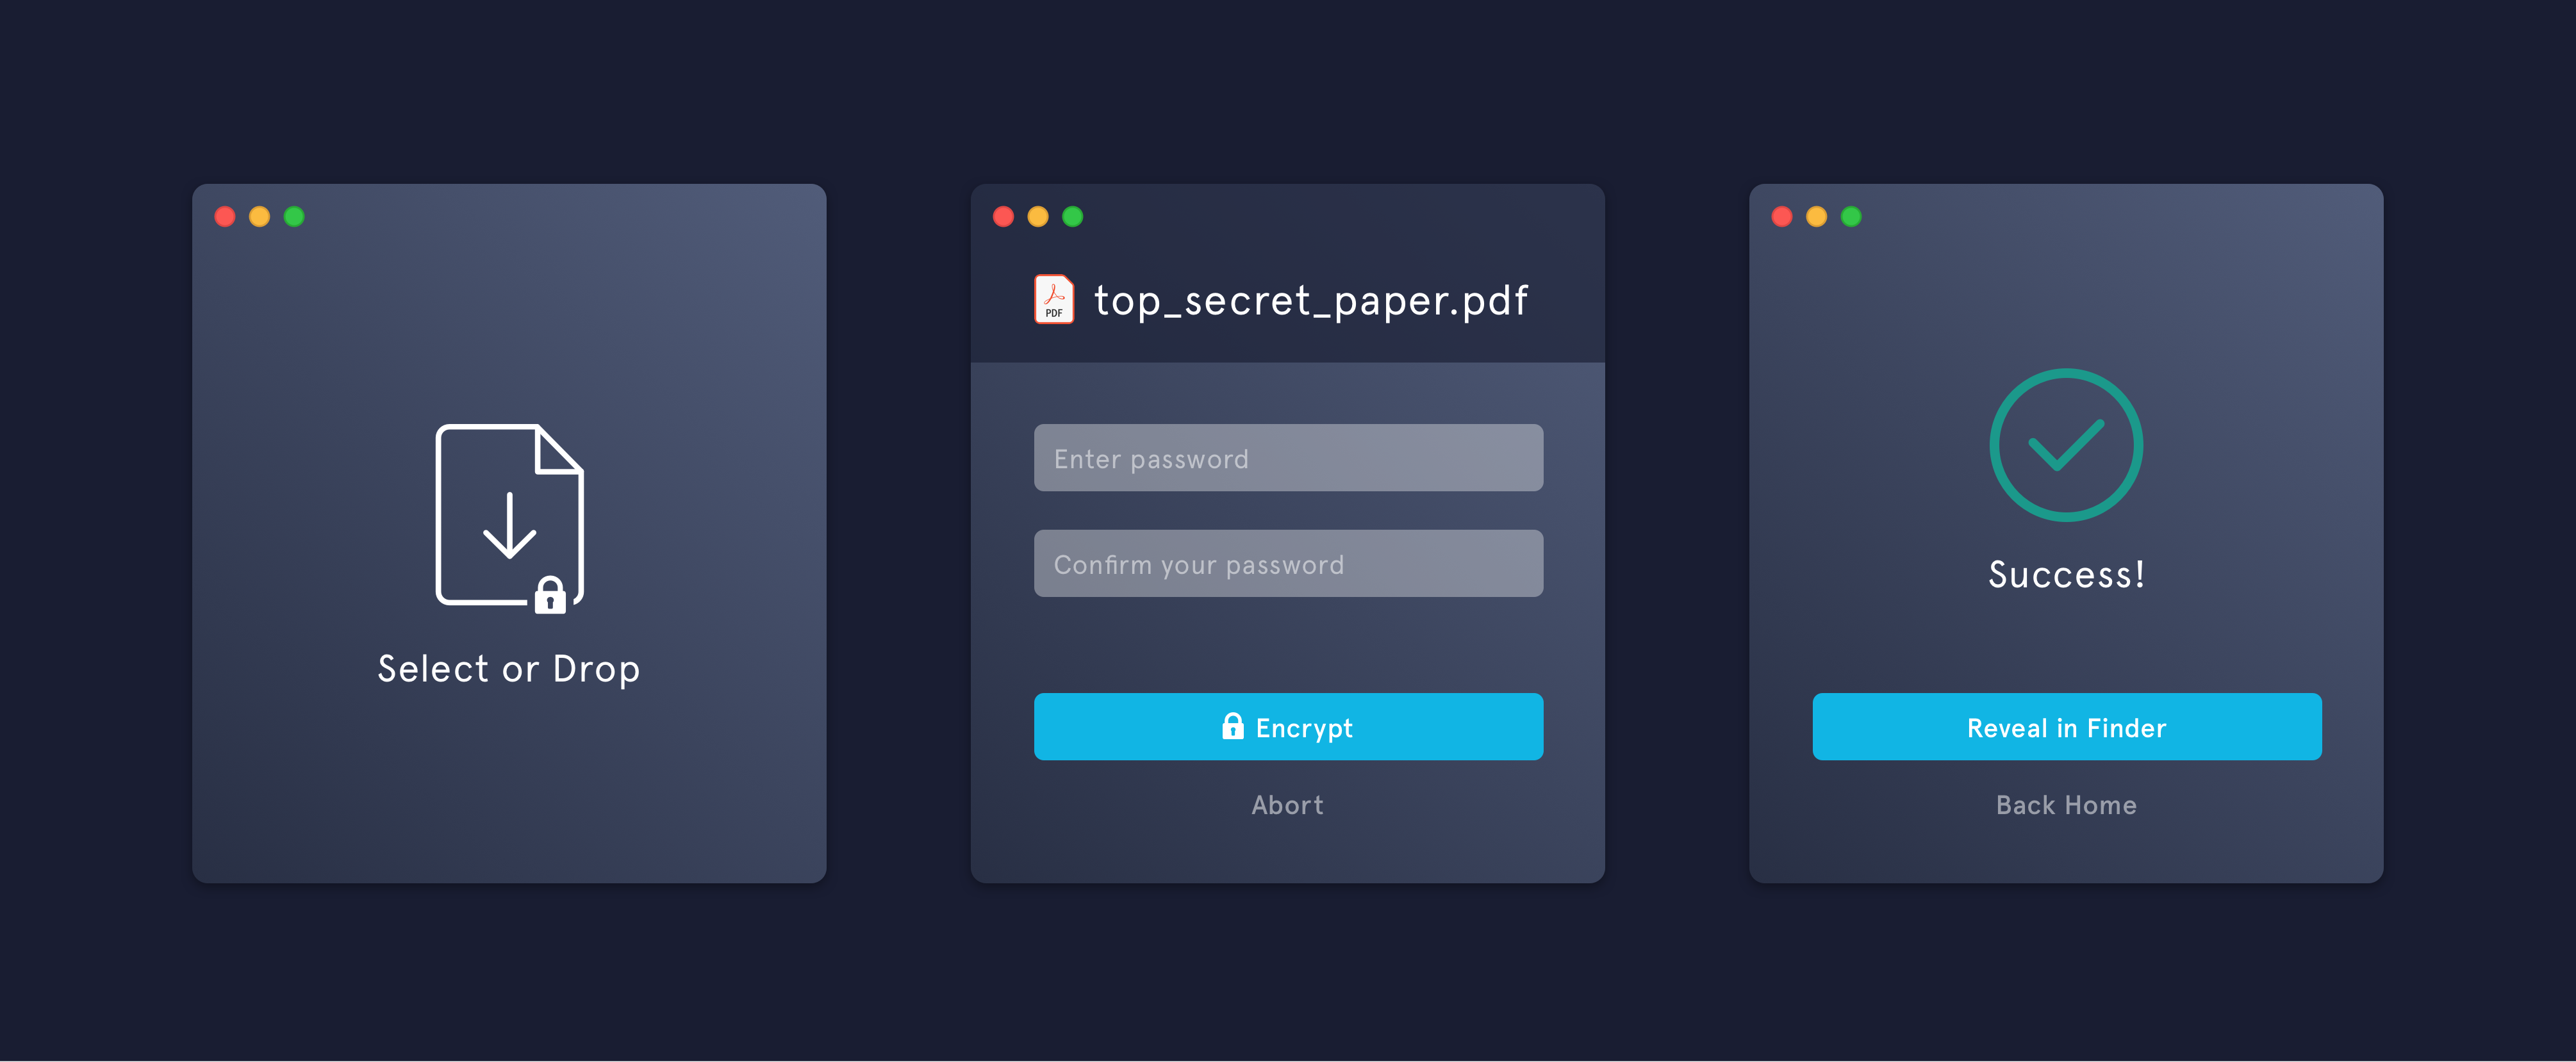 Select or Drop
PDF
top_secret_paper.pdf
Enter password
Confirm your password
Encrypt
Abort
Success!
Reveal in Finder
Back Home